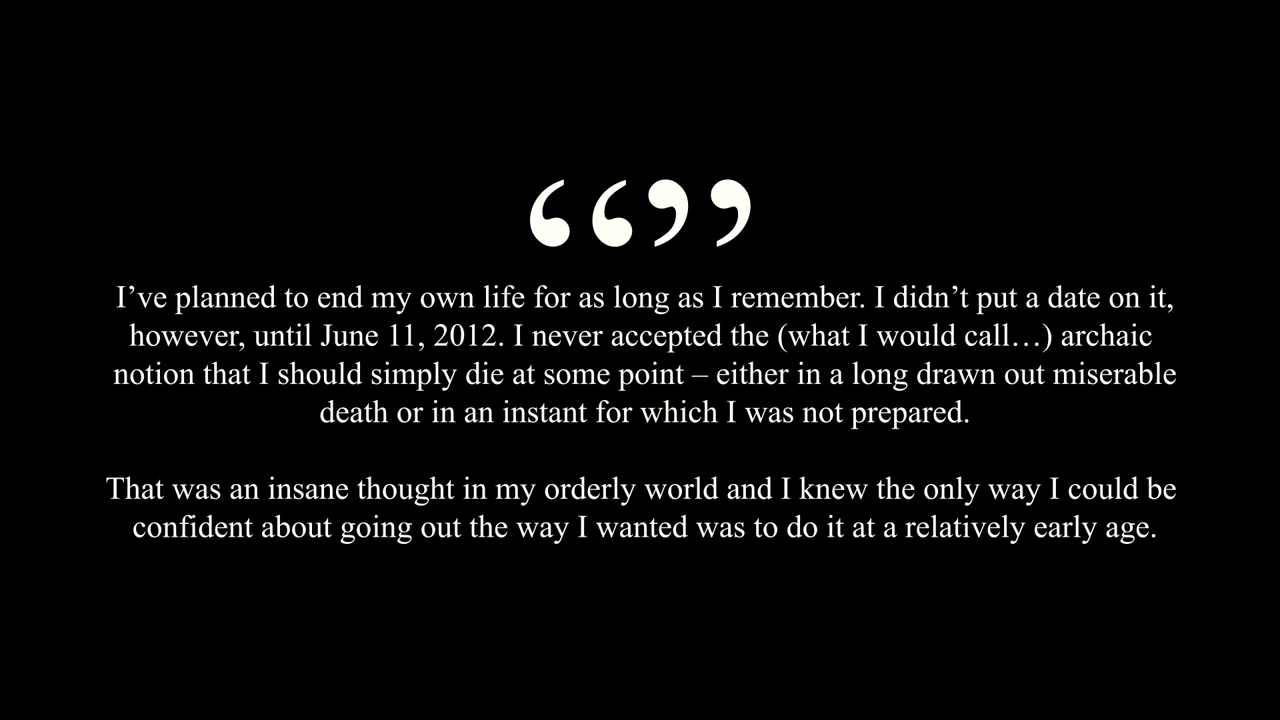 ““””
I’ve planned to end my own life for as long as I remember. I didn’t put a date on it,
however, until June 11, 2012. I never accepted the (what I would call…) archaic
notion that I should simply die at some point – either in a long drawn out miserable
death or in an instant for which I was not prepared.
That was an insane thought in my orderly world and I knew the only way I could be
confident about going out the way I wanted was to do it at a relatively early age.